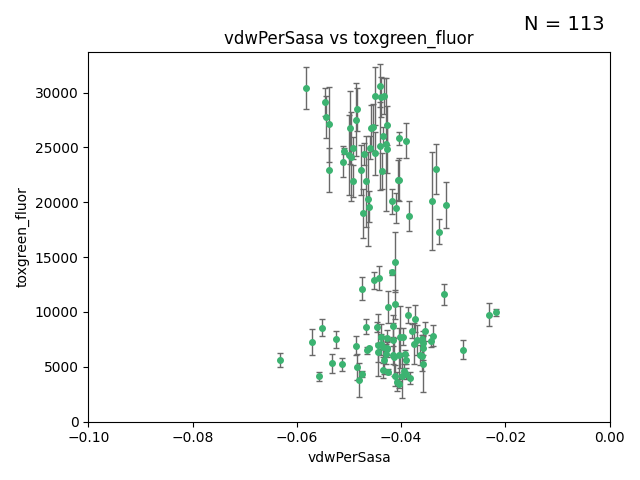 N = 113
vdwPerSasa vs toxgreen_fluor
30000
25000
20000
15000
10000
5000
0
toxgreen_fluor
−0.10 −0.08 −0.06 −0.04 −0.02 0.00
vdwPerSasa